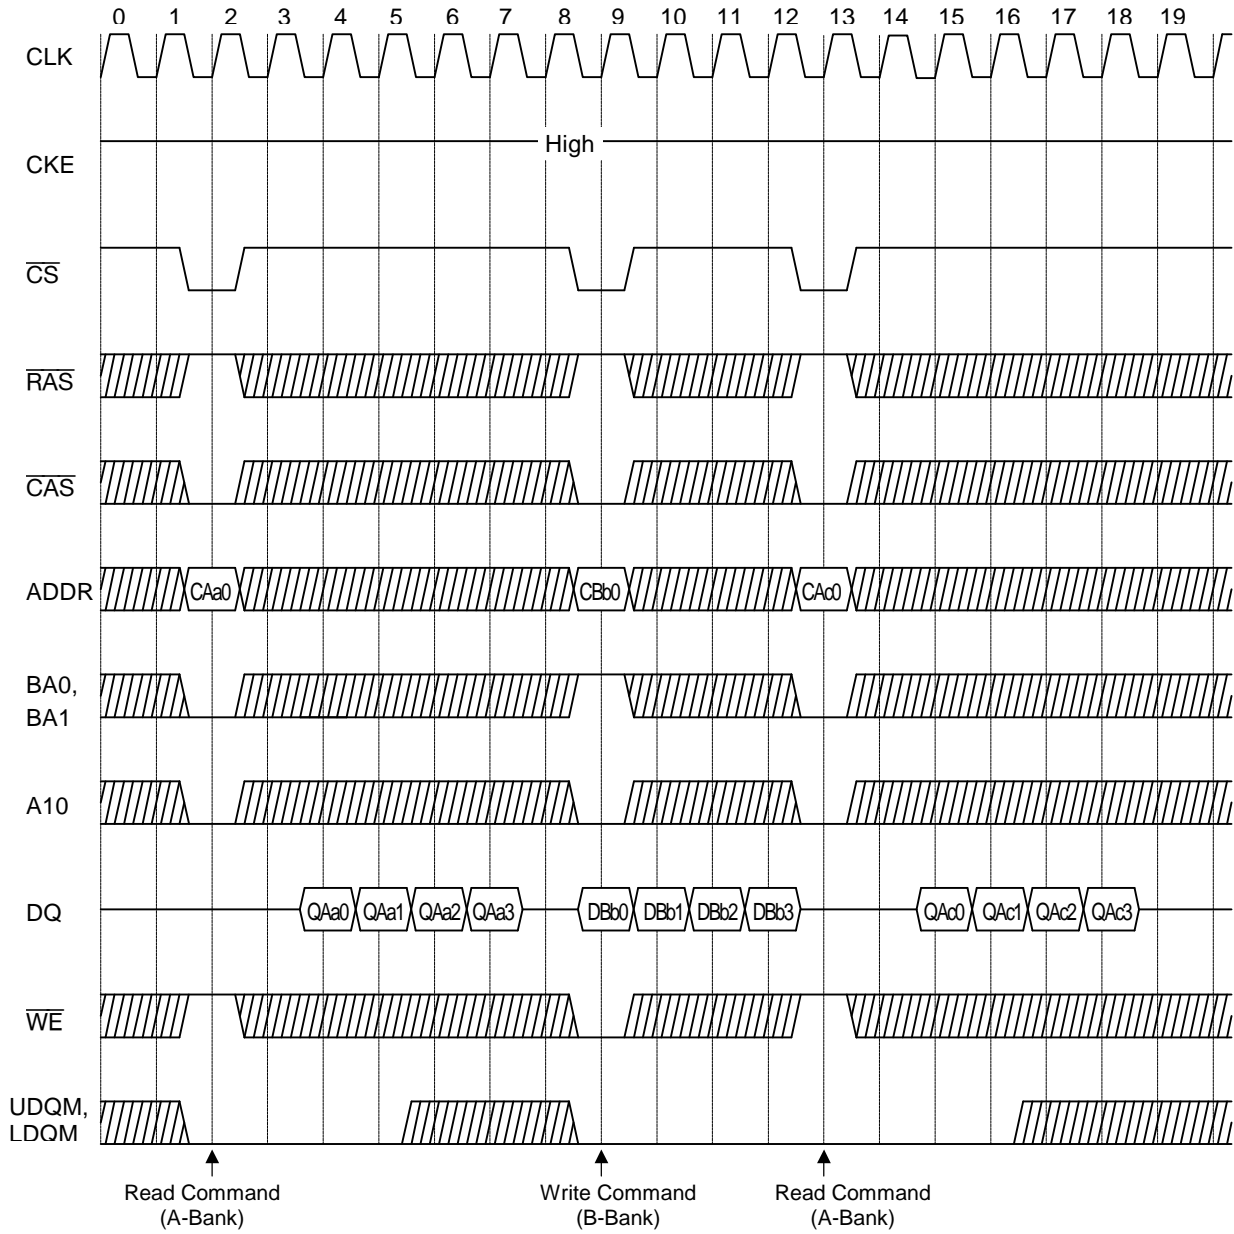 0 1 2 3 4 5 6 7 8 9 10 11 12 13 14 15 16 17 18 19
CLK
High
CKE
CS
RAS
CAS
ADDR CAa0 CBb0 CAc0
BA0,
BA1
A10
DQ QAa0 QAa1 QAa2 QAa3 DBb0 DBb1 DBb2 DBb3 QAc0 QAc1 QAc2 QAc3
WE
UDQM,
LDQM
Read Command Write Command Read Command
(A-Bank) (B-Bank) (A-Bank)